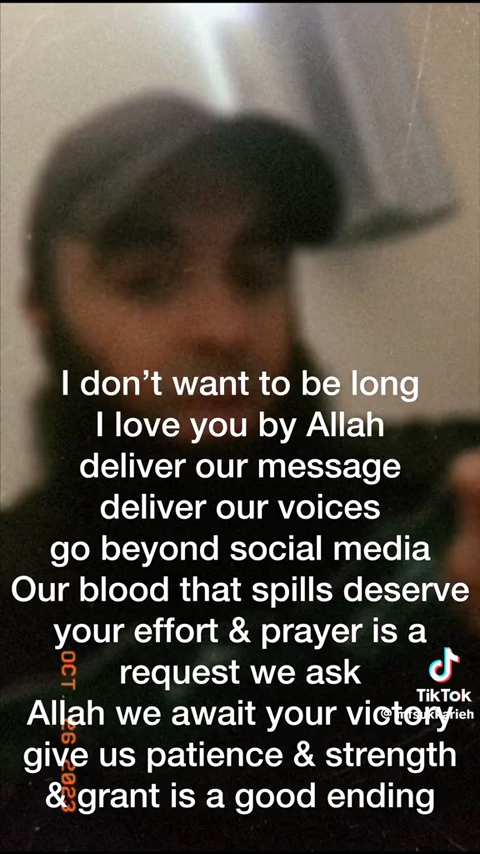 I don't want to be long
I love you by Allah
deliver our message
deliver our voices
go beyond social media
Our blood that spills deserve
your effort & prayer is a
request we ask
Allah we await your victory
give us patience & strength
& grant is a good ending
TikTok
OCT 26 2023